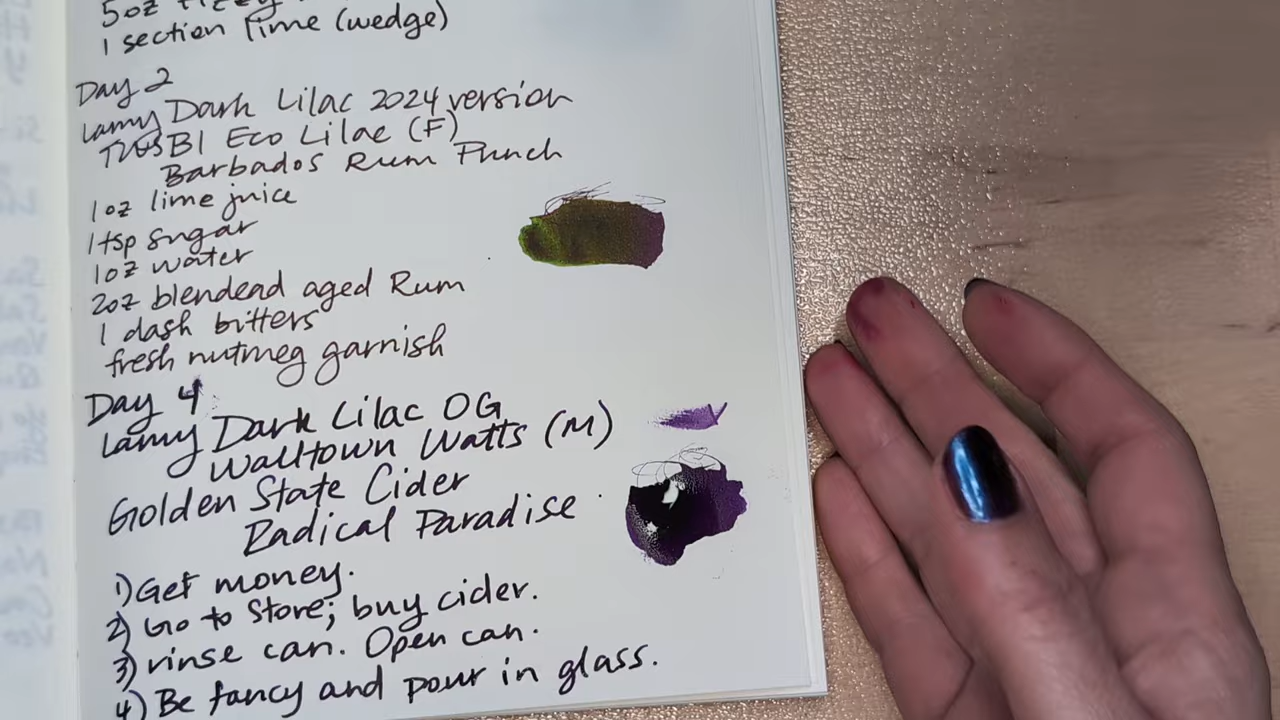 5oz
1 section lime (wedge)
Day 2
Lamy Dark Lilac 2024 version
TWSBI Eco Lilac (F)
Barbados Rum Punch
1oz lime juice
1 tsp sugar
1oz water
2oz blendead aged Rum
1 dash bitters
fresh nutmeg garnish
Day 4
Lamy Dark Lilac OG
Walltown Watts (M)
Golden State Cider
Radical Paradise
1) Get money.
2) Go to Store; buy cider.
3) rinse can. Open can.
4) Be fancy and pour in glass.